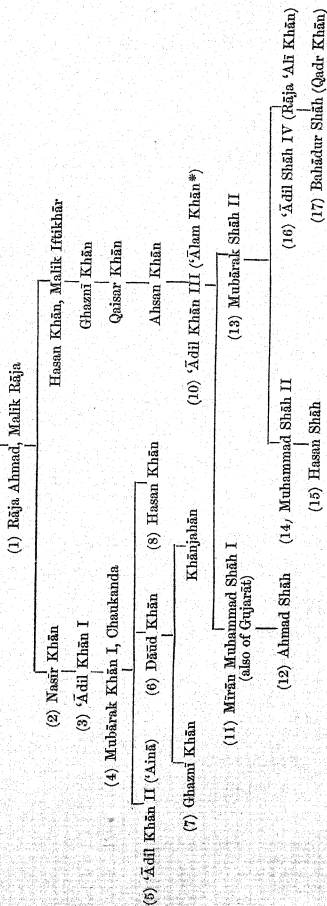 (1) Rāja Ahmad, Malik Rāja
(2) Nasīr Khān
Hasan Khān, Malik Iftikhār
(3) ‘Ādil Khān I
Ghaznī Khān
(4) Mubārak Khān I, Chaukanda
Qaisar Khān
(5) ‘Ādil Khān II (‘Ainā)
(6) Dāūd Khān
(8) Hasan Khān
Ahsan Khān
(7) Ghaznī Khān
Khānjahān
(10) ‘Ādil Khān III (‘Ālam Khān*)
(11) Mīrān Muhammad Shāh I
(also of Gujarāt)
(13) Mubārak Shāh II
(12) Ahmad Shāh
(14) Muhammad Shāh II
(16) ‘Ādil Shāh IV (Rāja ‘Alī Khān)
(15) Hasan Shāh
(17) Bahādur Shāh (Qadr Khān)